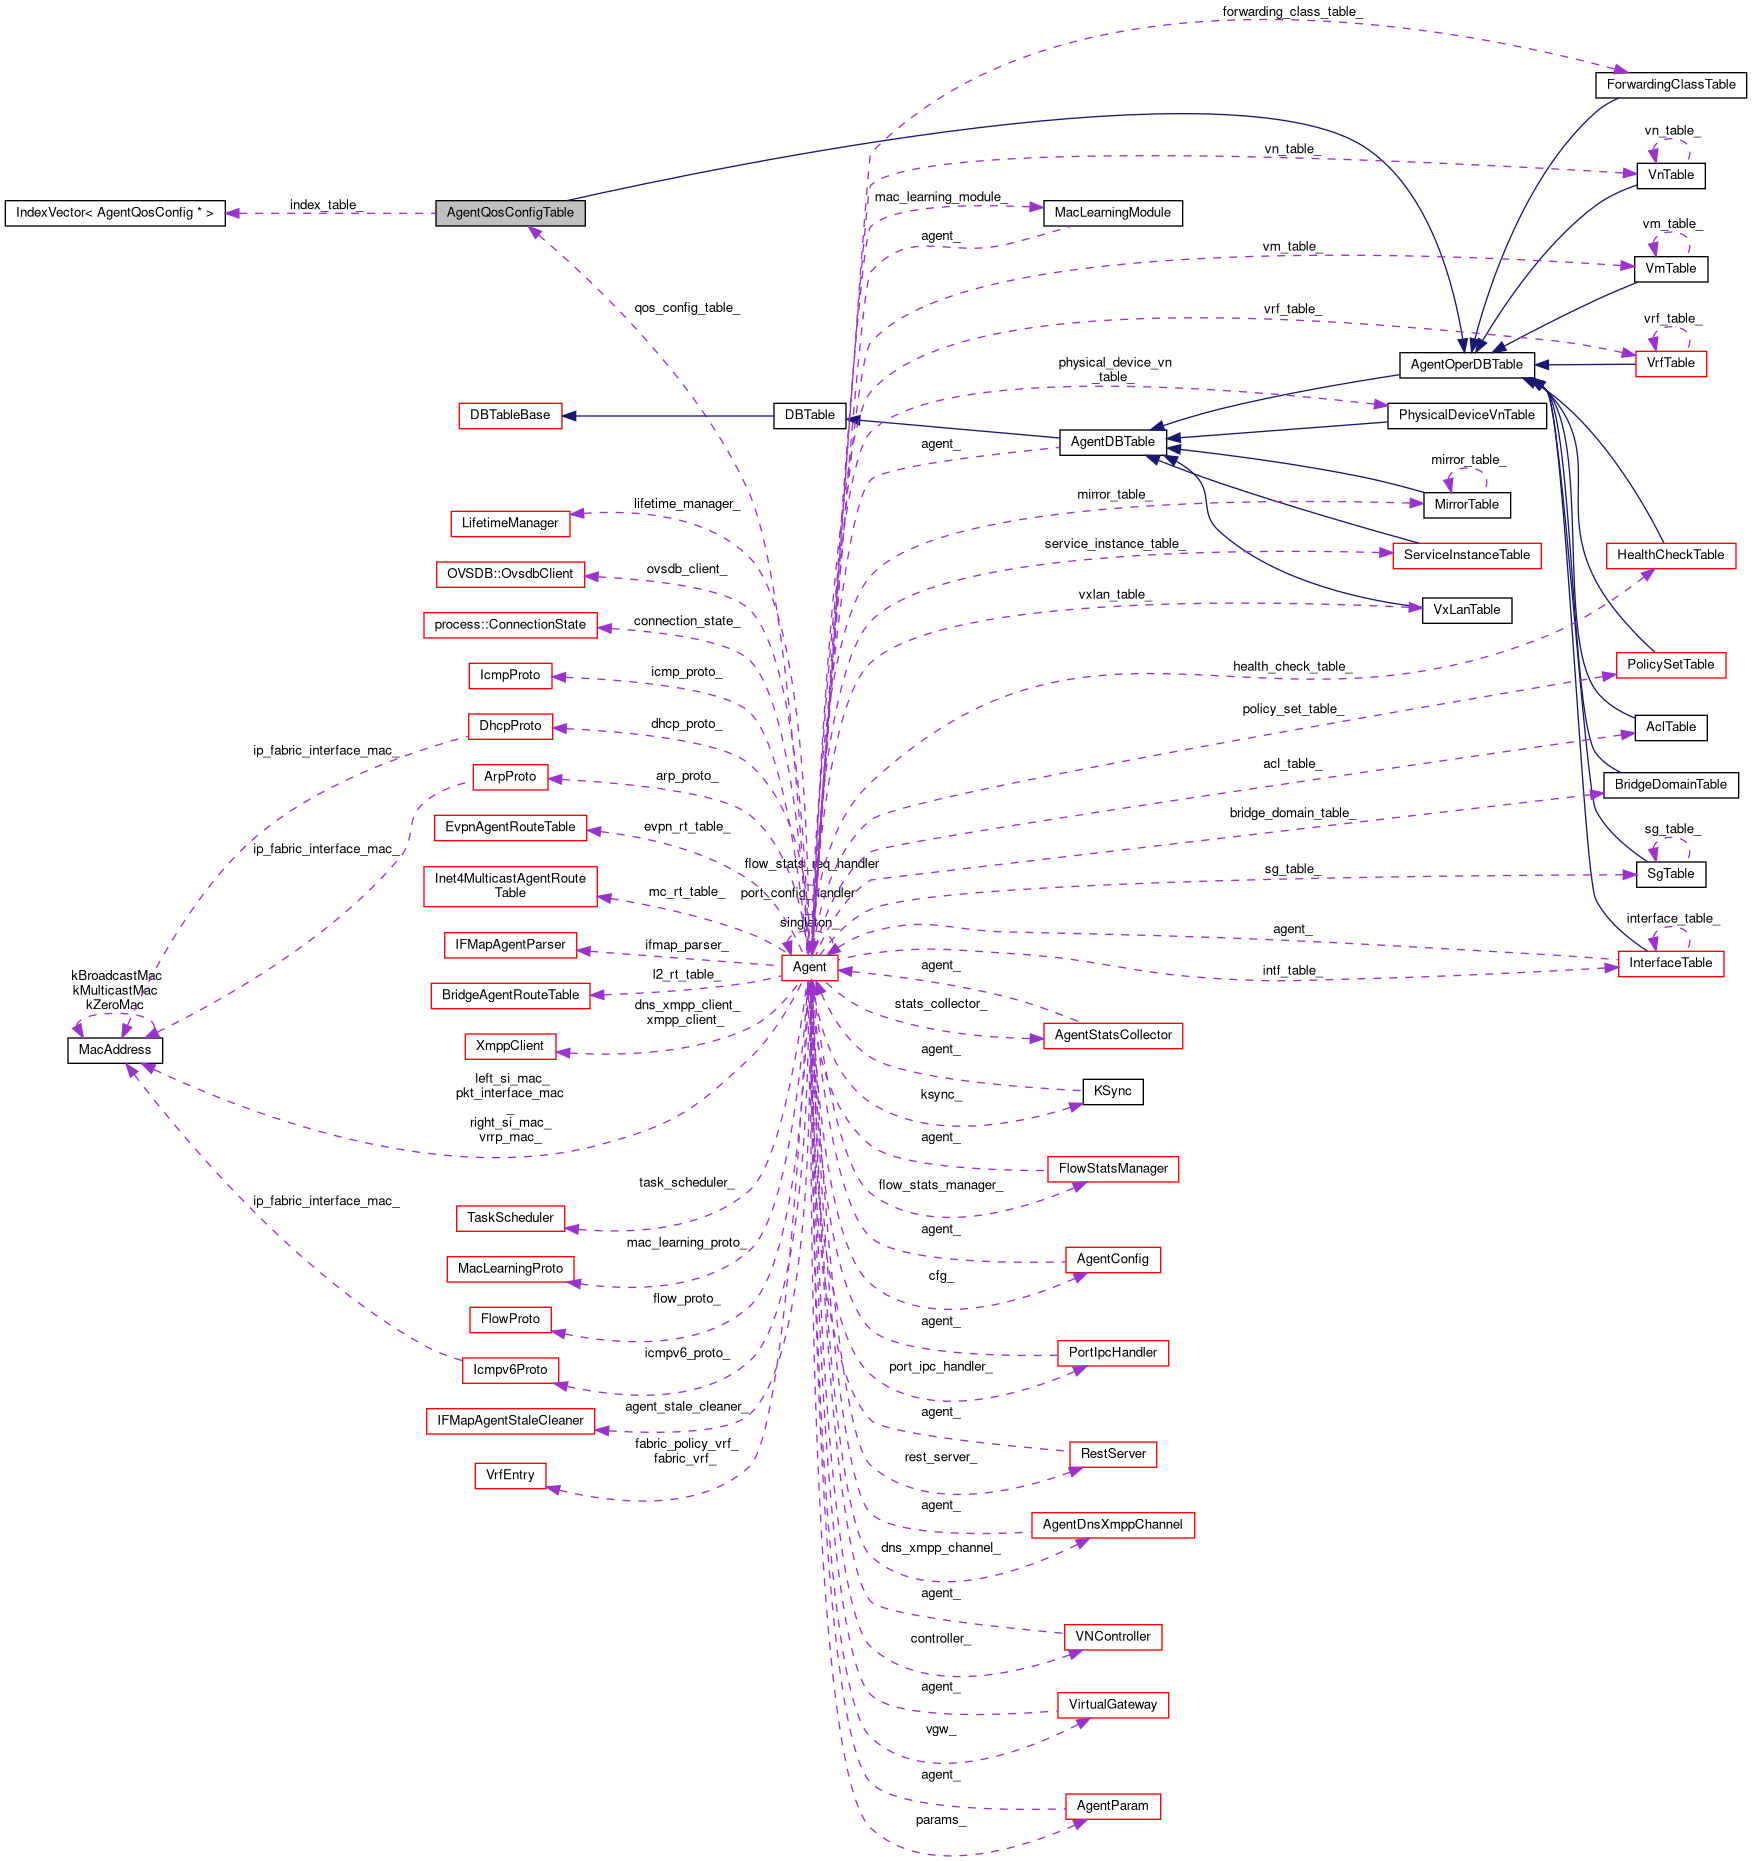 forwarding_class_table_
ForwardingClassTable
vn_table_
vn_table_
VnTable
mac_learning_module_
MacLearningModule
index_table_
IndexVector< AgentQosConfig * >
AgentQosConfigTable
agent_
vm_table_
vm_table_
VmTable
qos_config_table_
vrf_table_
vrf_table_
VrfTable
physical_device_vn
_table_
AgentOperDBTable
DBTableBase
DBTable
PhysicalDeviceVnTable
AgentDBTable
agent_
mirror_table_
mirror_table_
MirrorTable
lifetime_manager_
LifetimeManager
service_instance_table_
ServiceInstanceTable
HealthCheckTable
ovsdb_client_
OVSDB::OvsdbClient
vxlan_table_
VxLanTable
connection_state_
process::ConnectionState
icmp_proto_
IcmpProto
health_check_table_
PolicySetTable
dhcp_proto_
DhcpProto
policy_set_table_
AclTable
ip_fabric_interface_mac_
arp_proto_
ArpProto
acl_table_
BridgeDomainTable
evpn_rt_table_
EvpnAgentRouteTable
bridge_domain_table_
sg_table_
ip_fabric_interface_mac_
flow_stats_req_handler
port_config_handler
singleton_
sg_table_
SgTable
mc_rt_table_
Inet4MulticastAgentRoute
Table
interface_table_
agent_
ifmap_parser_
IFMapAgentParser
Agent
agent_
intf_table_
InterfaceTable
l2_rt_table_
BridgeAgentRouteTable
kBroadcastMac
kMulticastMac
kZeroMac
MacAddress
dns_xmpp_client_
xmpp_client_
XmppClient
stats_collector_
AgentStatsCollector
agent_
left_si_mac_
pkt_interface_mac
_
right_si_mac_
vrrp_mac_
ksync_
KSync
agent_
flow_stats_manager_
FlowStatsManager
ip_fabric_interface_mac_
task_scheduler_
TaskScheduler
agent_
mac_learning_proto_
MacLearningProto
cfg_
AgentConfig
flow_proto_
FlowProto
agent_
icmpv6_proto_
Icmpv6Proto
port_ipc_handler_
PortIpcHandler
agent_stale_cleaner_
IFMapAgentStaleCleaner
agent_
fabric_policy_vrf_
fabric_vrf_
VrfEntry
rest_server_
RestServer
agent_
dns_xmpp_channel_
AgentDnsXmppChannel
agent_
controller_
VNController
agent_
vgw_
VirtualGateway
agent_
params_
AgentParam